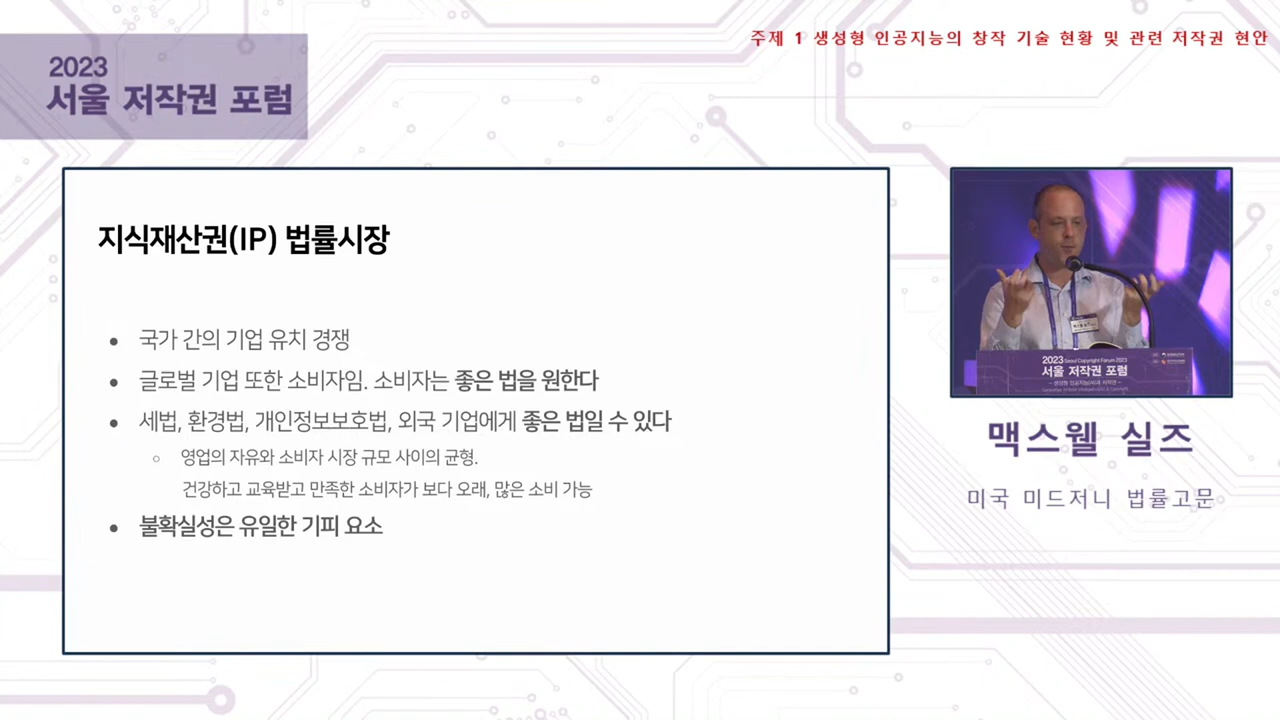 주제 1 생성형 인공지능의 창작 기술 현황 및 관련 저작권 현안
2023
서울 저작권 포럼
지식재산권(IP) 법률시장
• 국가 간의 기업 유치 경쟁
• 글로벌 기업 또한 소비자임. 소비자는 좋은 법을 원한다
• 세법, 환경법, 개인정보보호법, 외국 기업에게 좋은 법일 수 있다
○ 영업의 자유와 소비자 시장 규모 사이의 균형.
건강하고 교육받고 만족한 소비자가 보다 오래, 많은 소비 가능
• 불확실성은 유일한 기피 요소
2023 Seoul Copyright Forum 2023
서울 저작권 포럼
맥스웰 실즈
미국 미드저니 법률고문